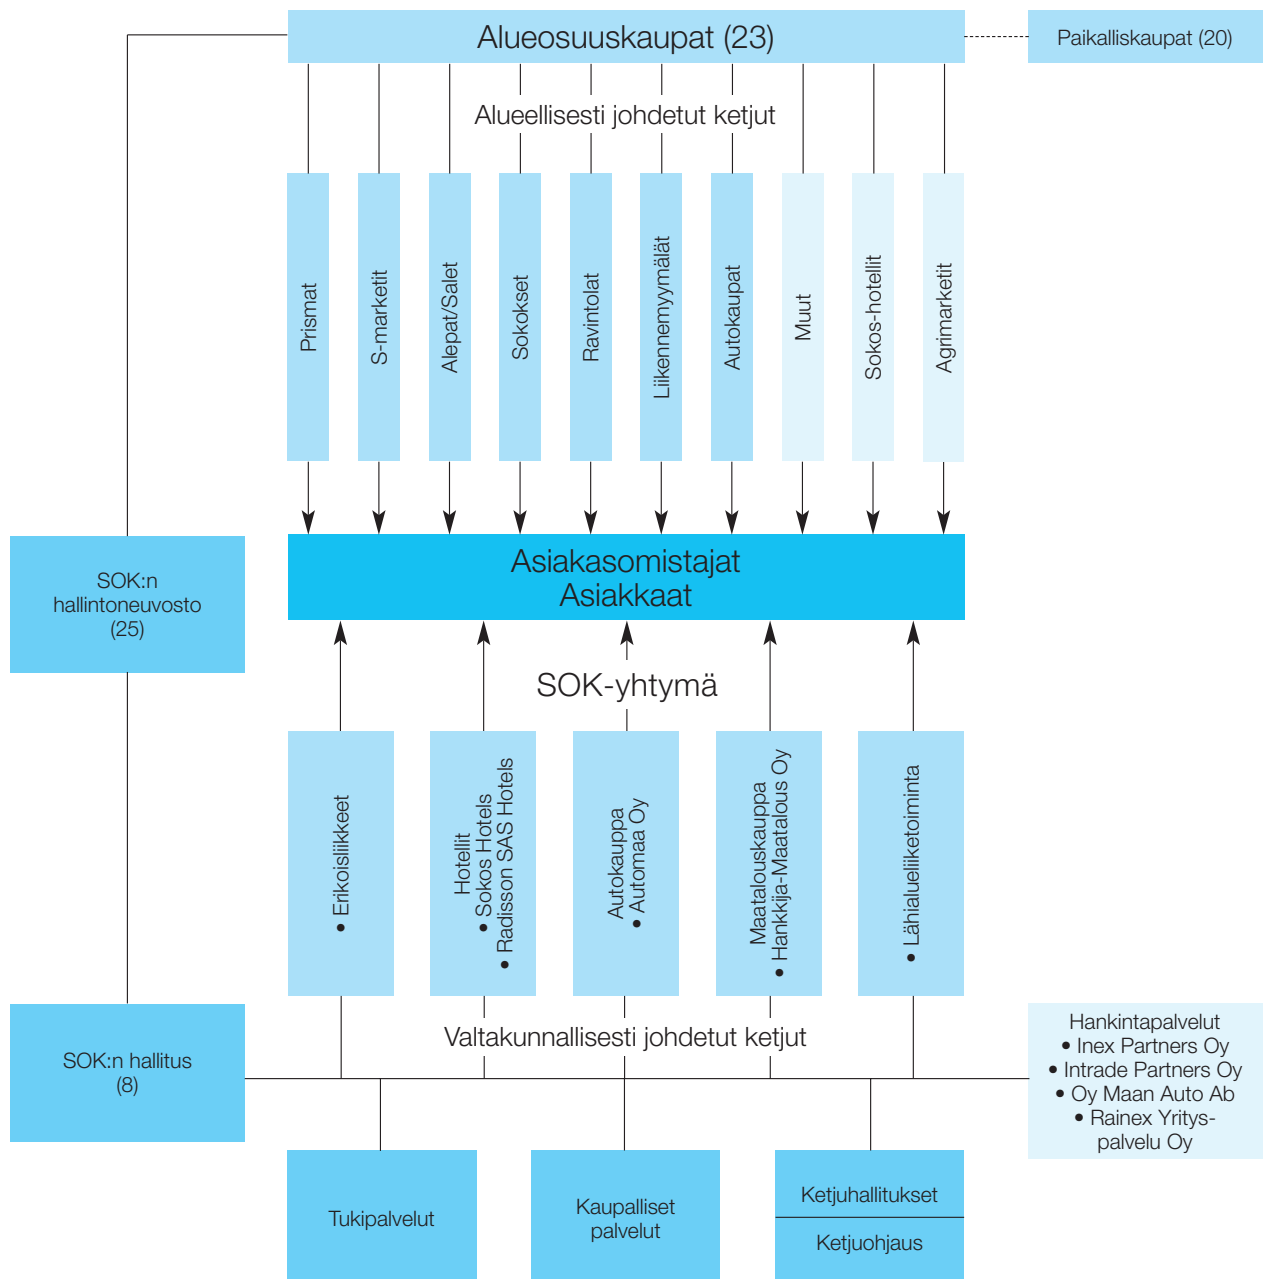 Alueosuuskaupat (23)
Paikalliskaupat (20)
Alueellisesti johdetut ketjut
Prismat
S-marketit
Alepat/Salet
Sokokset
Ravintolat
Liikennemyymälät
Autokaupat
Muut
Sokos-hotellit
Agrimarketit
Asiakasomistajat
Asiakkaat
SOK:n
hallintoneuvosto
(25)
SOK-yhtymä
• Erikoisliikkeet
Hotellit
• Sokos Hotels
• Radisson SAS Hotels
Autokauppa
• Automaa Oy
Maatalouskauppa
• Hankkija-Maatalous Oy
• Lähialueliiketoiminta
Valtakunnallisesti johdetut ketjut
SOK:n hallitus
(8)
Hankintapalvelut
• Inex Partners Oy
• Intrade Partners Oy
• Oy Maan Auto Ab
• Rainex Yritys-
palvelu Oy
Tukipalvelut
Kaupalliset
palvelut
Ketjuhallitukset
Ketjuohjaus